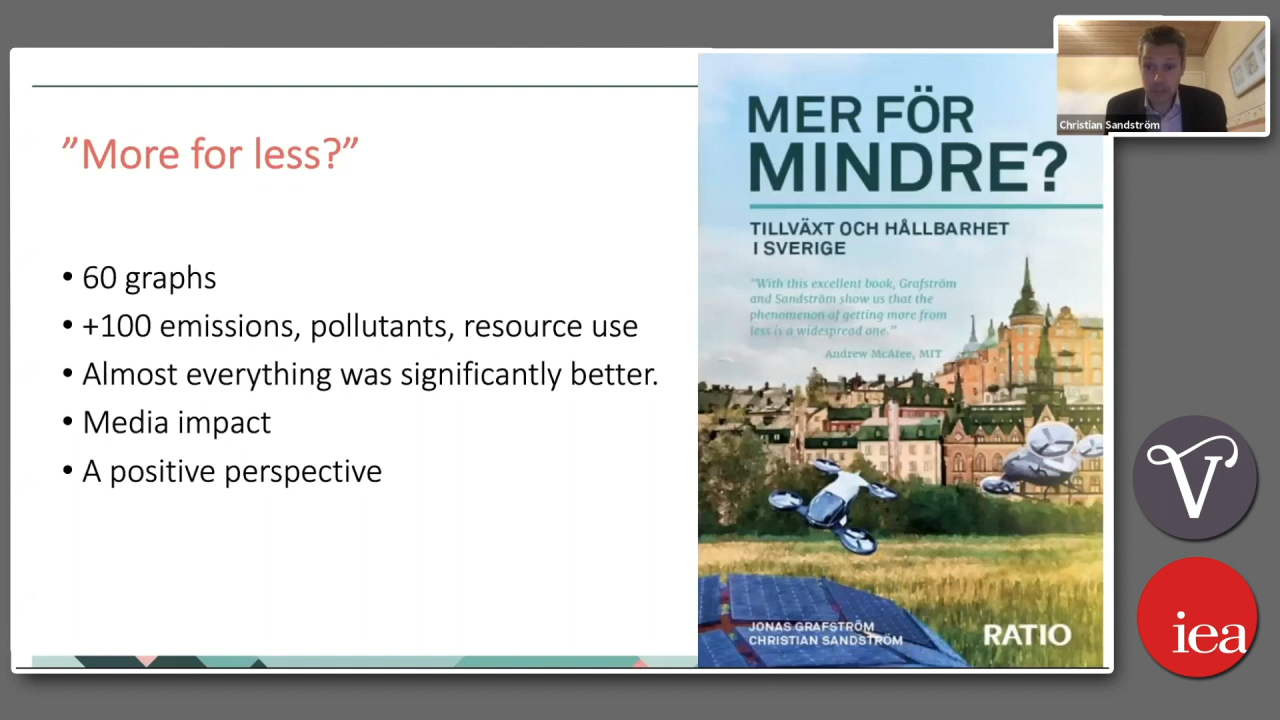 ”More for less?”
• 60 graphs
• +100 emissions, pollutants, resource use
• Almost everything was significantly better.
• Media impact
• A positive perspective
MER FÖR
MINDRE?
TILLVÄXT OCH HÅLLBARHET
I SVERIGE
"With this excellent book, Grafström
and Sandström show us that the
phenomenon of getting more from
less is a widespread one."
Andrew McAfee, MIT
JONAS GRAFSTRÖM
CHRISTIAN SANDSTRÖM
RATIO
Christian Sandström
V
iea